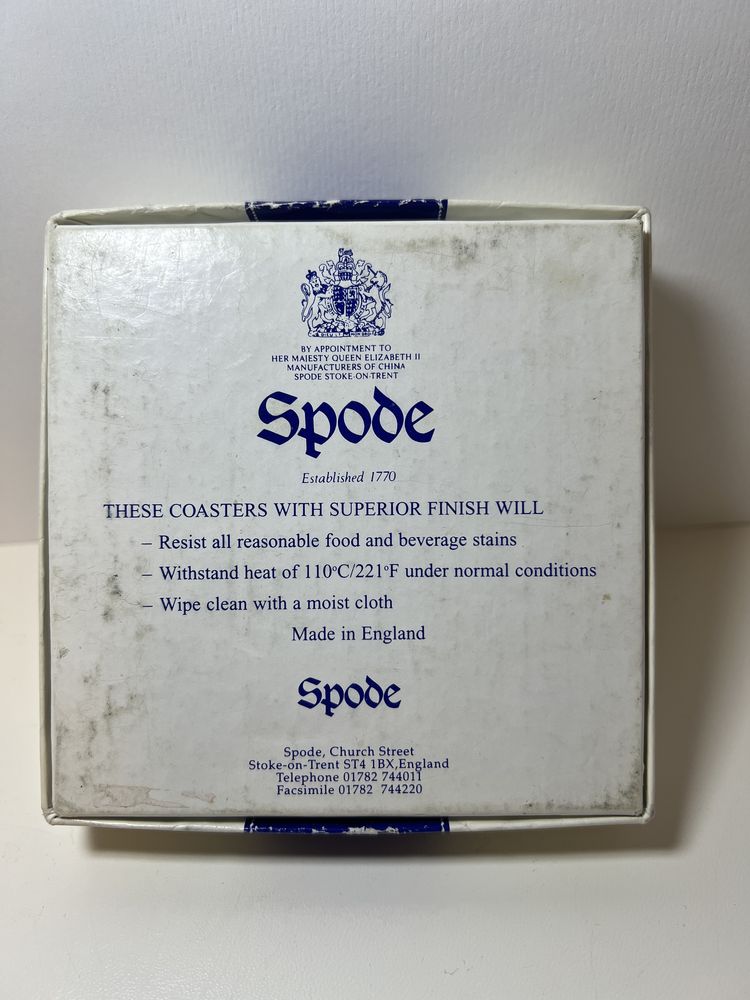 BY APPOINTMENT TO
HER MAJESTY QUEEN ELIZABETH II
MANUFACTURERS OF CHINA
SPODE STOKE-ON-TRENT
Spode
Established 1770
THESE COASTERS WITH SUPERIOR FINISH WILL
– Resist all reasonable food and beverage stains
– Withstand heat of 110°C/221°F under normal conditions
– Wipe clean with a moist cloth
Made in England
Spode
Spode, Church Street
Stoke-on-Trent ST4 1BX,England
Telephone 01782 744011
Facsimile 01782 744220